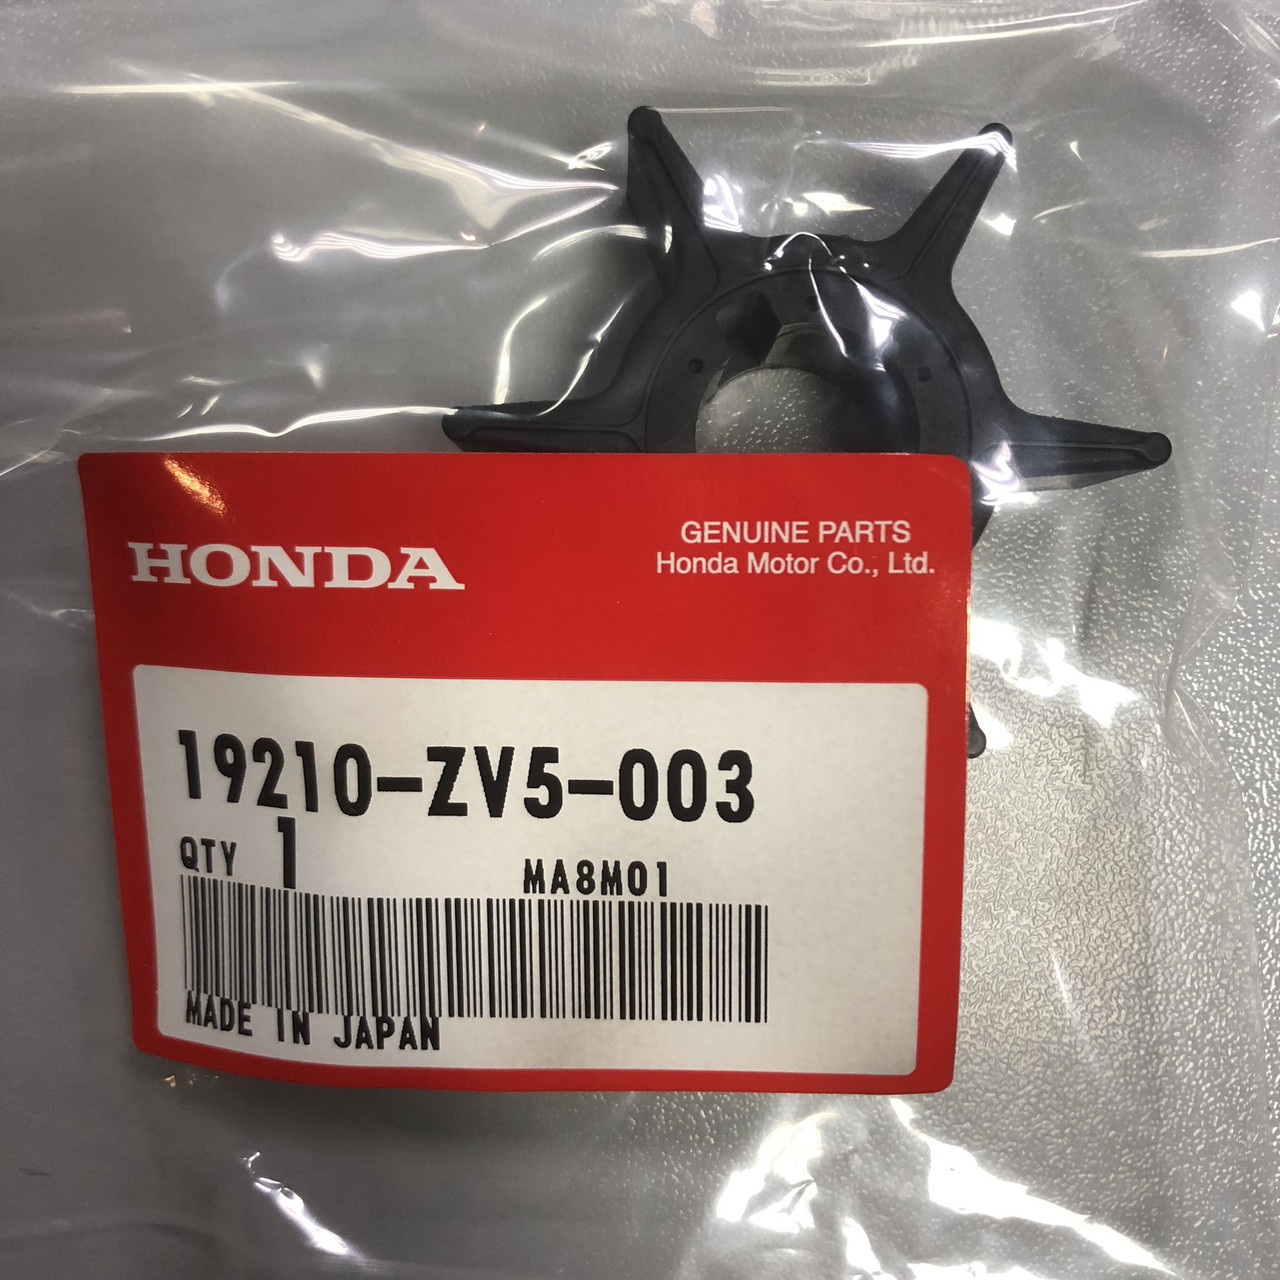 HONDA
GENUINE PARTS
Honda Motor Co., Ltd.
19210-ZV5-003
QTY 1
MA8M01
MADE IN JAPAN